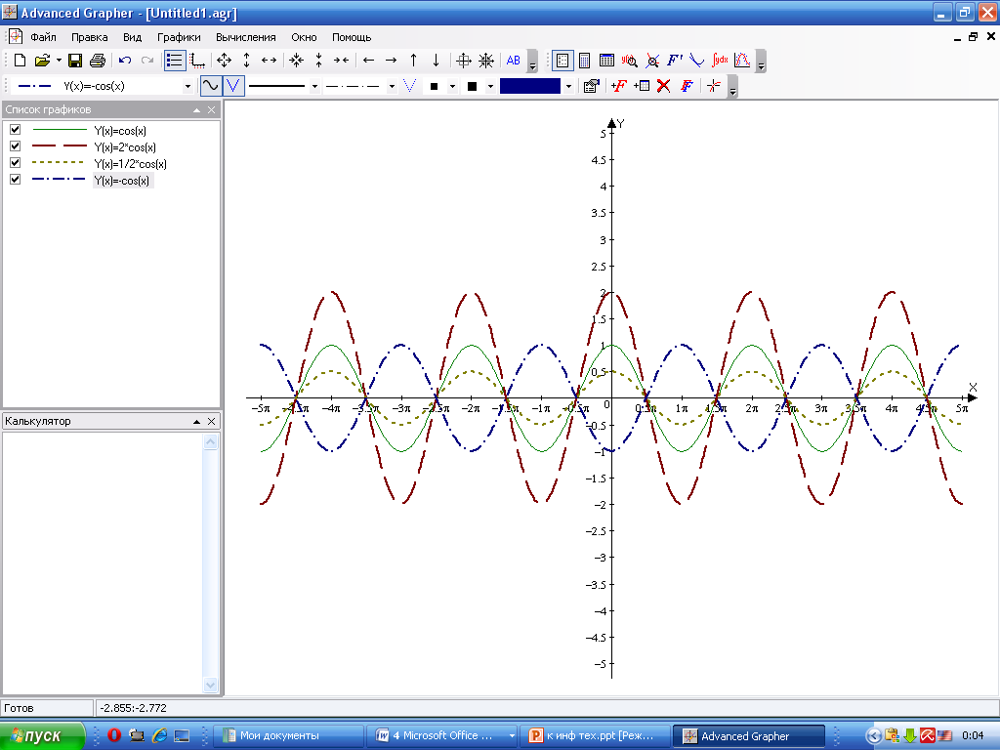 Advanced Grapher - [Untitled1.agr]
Файл Правка Вид Графики Вычисления Окно Помощь
AB F' ∫ydx
Y(x)=-cos(x) +F F
Список графиков
Y(x)=cos(x)
Y(x)=2*cos(x)
Y(x)=1/2*cos(x)
Y(x)=-cos(x)
Калькулятор
Y
5
4.5
4
3.5
3
2.5
2
1.5
1
0.5
X
-5π -4.5π -4π -3.5π -3π -2.5π -2π -1.5π -1π -0.5π 0 0.5π 1π 1.5π 2π 2.5π 3π 3.5π 4π 4.5π 5π
-0.5
-1
-1.5
-2
-2.5
-3
-3.5
-4
-4.5
-5
Готов -2.855:-2.772
пуск Мои документы 4 Microsoft Office ... к инф тех.ppt [Реж... Advanced Grapher 0:04